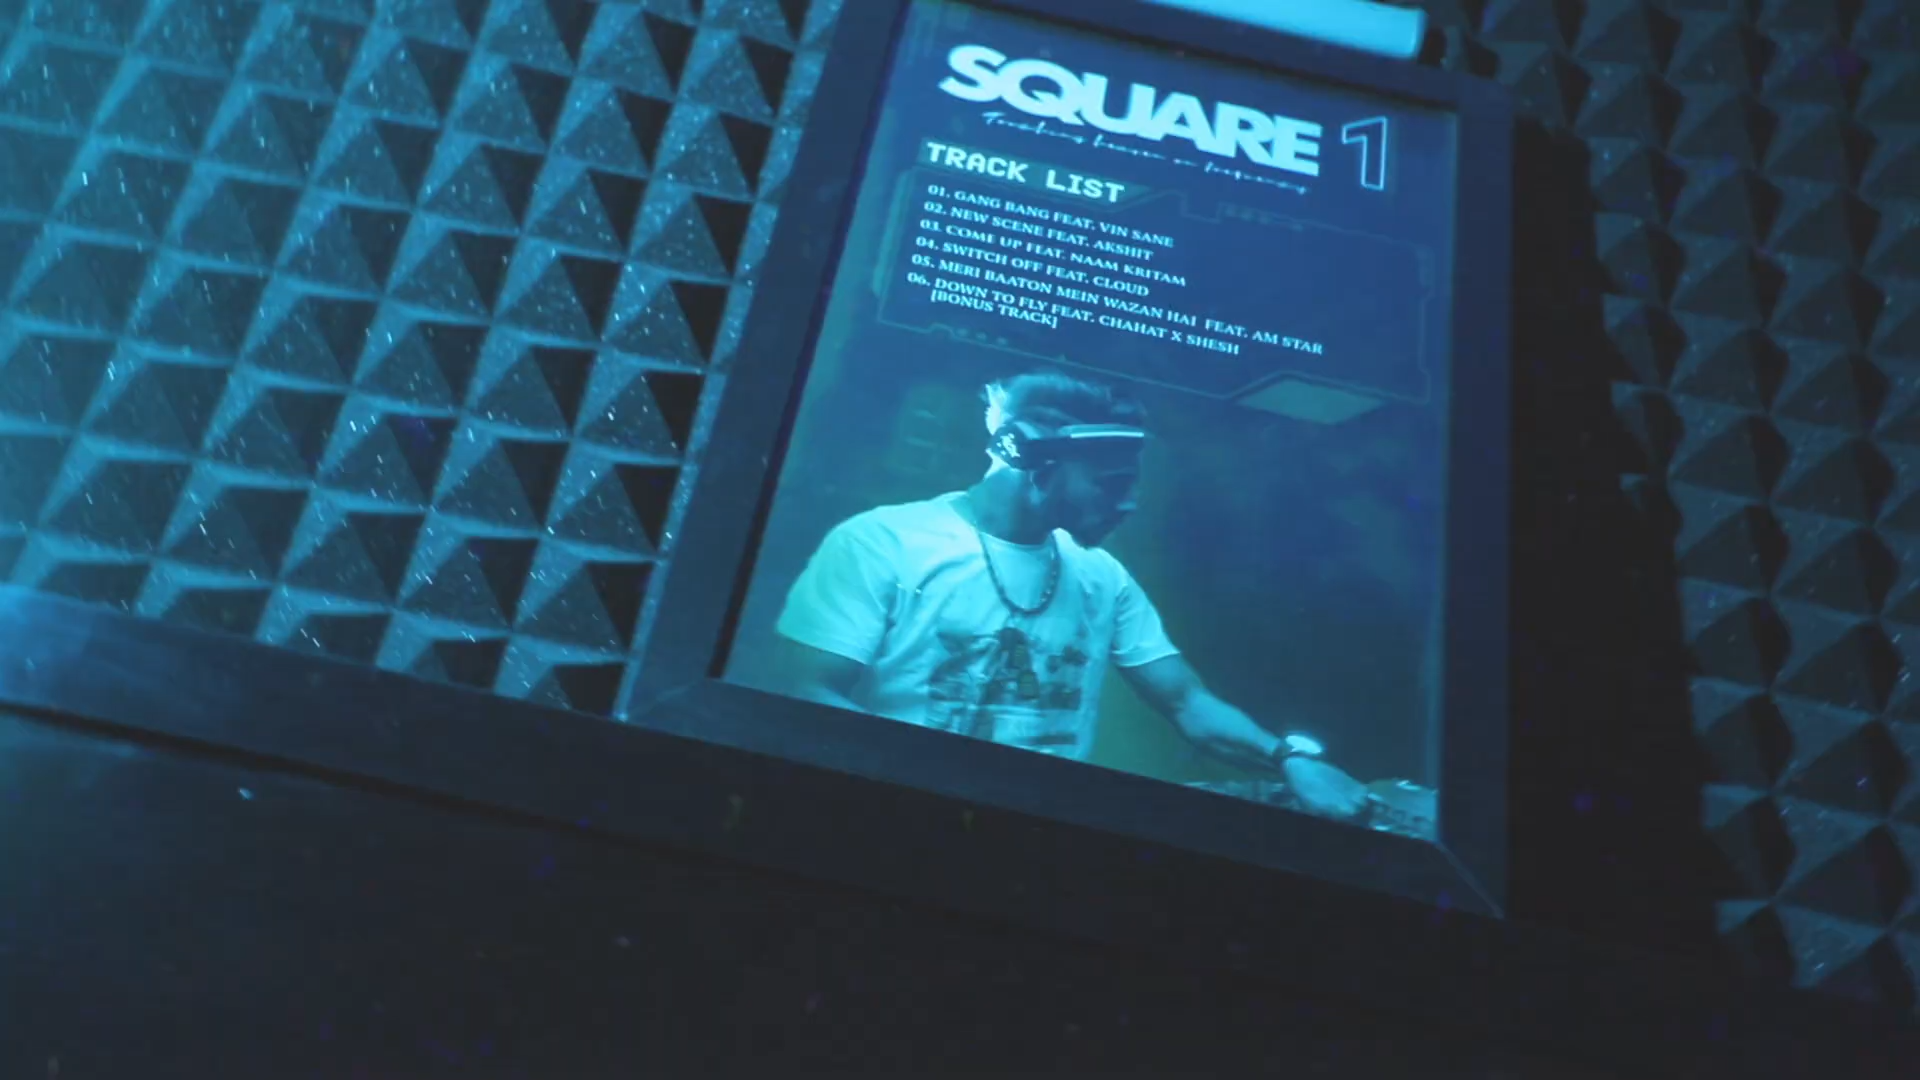 SQUARE 1
TRACK LIST
01. GANG BANG FEAT. VIN SANE
02. NEW SCENE FEAT. AKSHIT
03. COME UP FEAT. NAAM KRITAM
04. SWITCH OFF FEAT. CLOUD
05. MERI BAATON MEIN WAZAN HAI FEAT. AM STAR
06. DOWN TO FLY FEAT. CHAHAT X SHESH
[BONUS TRACK]